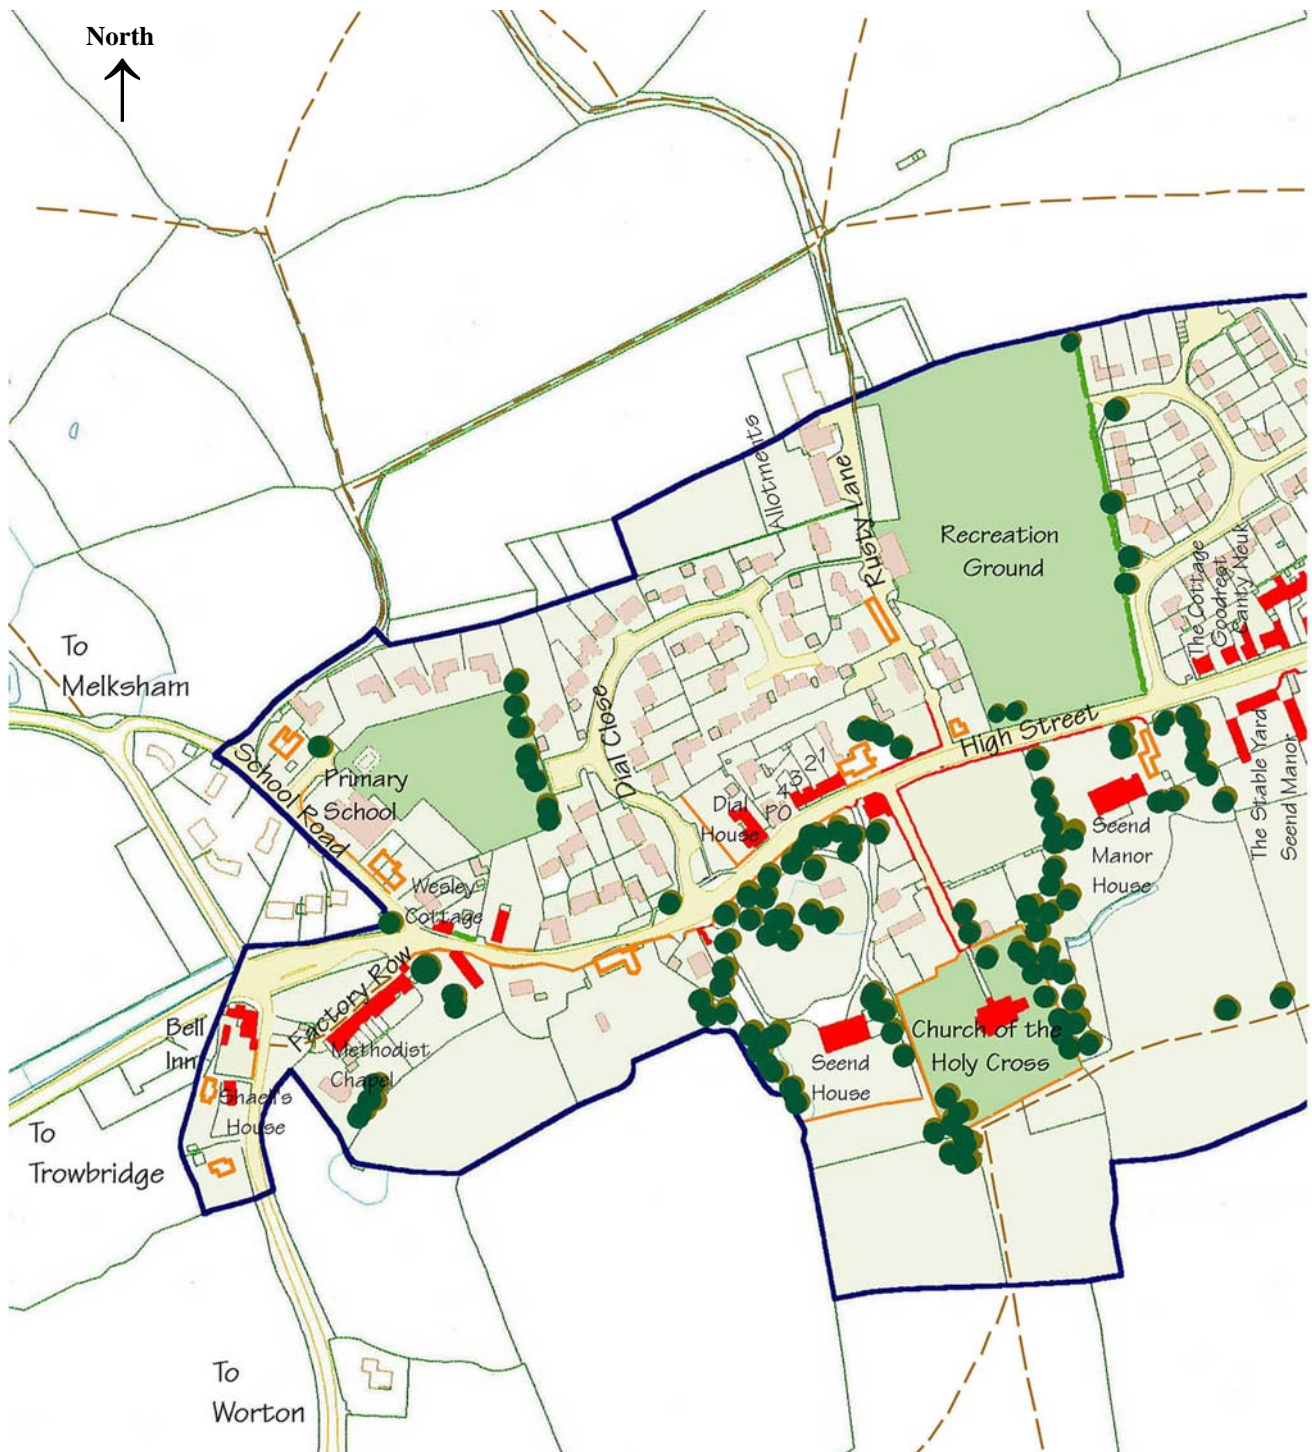 North
Allotments
Rusty Lane
Recreation
Ground
The Cottage
Goodrest
To
Melksham
School Road
Primary
School
Dial Close
High Street
1
2
3
4
PO
Dial
House
Seend
Manor
House
The Stable Yard
Seend Manor
Wesley
Cottage
Factory Row
Bell
Inn
Methodist
Chapel
House
Seend
House
Church of the
Holy Cross
To
Trowbridge
To
Worton